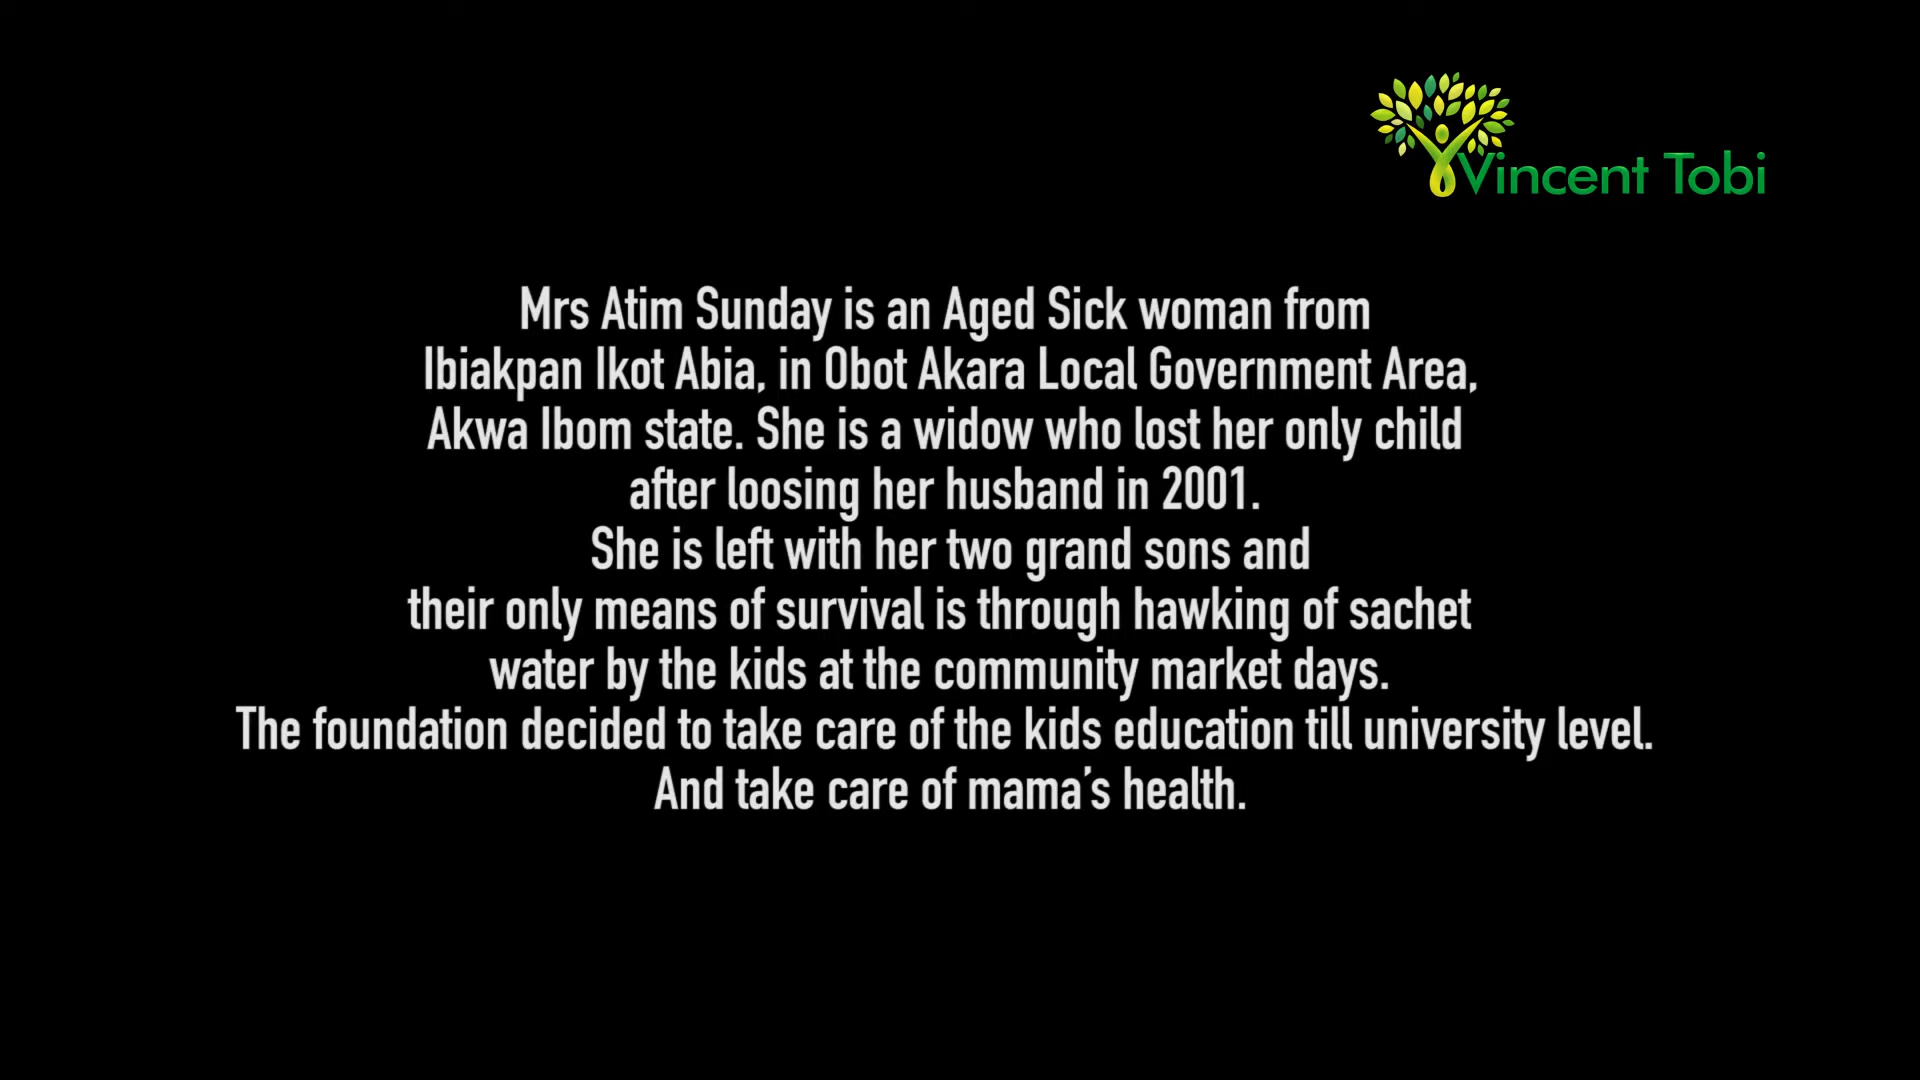 Vincent Tobi
Mrs Atim Sunday is an Aged Sick woman from
Ibiakpan Ikot Abia, in Obot Akara Local Government Area,
Akwa Ibom state. She is a widow who lost her only child
after loosing her husband in 2001.
She is left with her two grand sons and
their only means of survival is through hawking of sachet
water by the kids at the community market days.
The foundation decided to take care of the kids education till university level.
And take care of mama’s health.